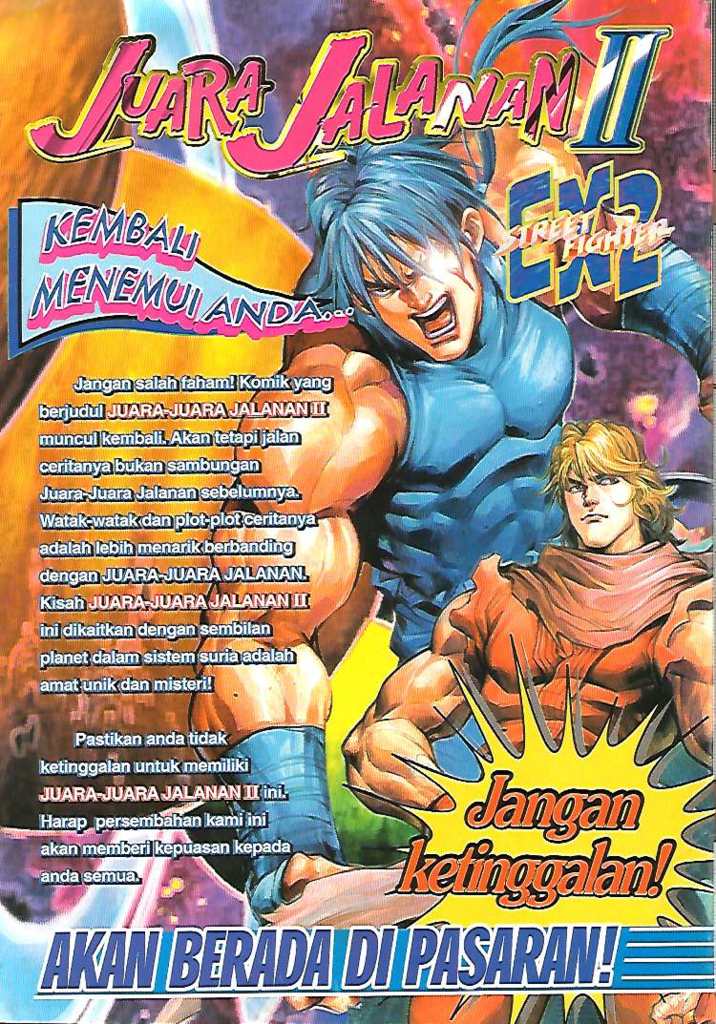 JUARA JALANAN II
STREET FIGHTER
EX2
KEMBALI
MENEMUI ANDA...
Jangan salah faham! Komik yang
berjudul JUARA-JUARA JALANAN II
muncul kembali. Akan tetapi jalan
ceritanya bukan sambungan
Juara-Juara Jalanan sebelumnya.
Watak-watak dan plot-plot ceritanya
adalah lebih menarik berbanding
dengan JUARA-JUARA JALANAN.
Kisah JUARA-JUARA JALANAN II
ini dikaitkan dengan sembilan
planet dalam sistem suria adalah
amat unik dan misteri!
Pastikan anda tidak
ketinggalan untuk memiliki
JUARA-JUARA JALANAN II ini.
Harap persembahan kami ini
akan memberi kepuasan kepada
anda semua.
Jangan
ketinggalan!
AKAN BERADA DI PASARAN!